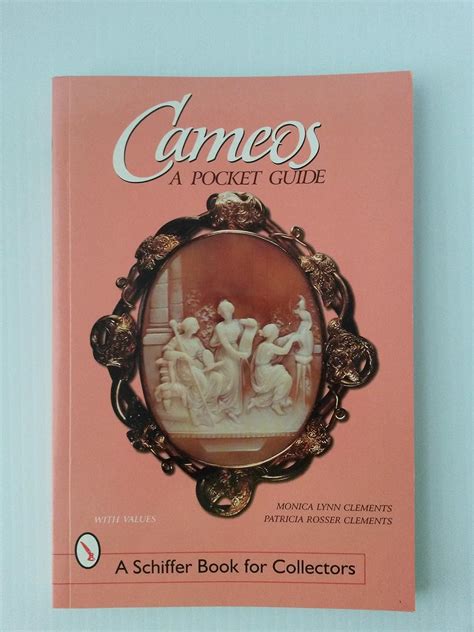 Cameos
A POCKET GUIDE
MONICA LYNN CLEMENTS
WITH VALUES
PATRICIA ROSSER CLEMENTS
A Schiffer Book for Collectors